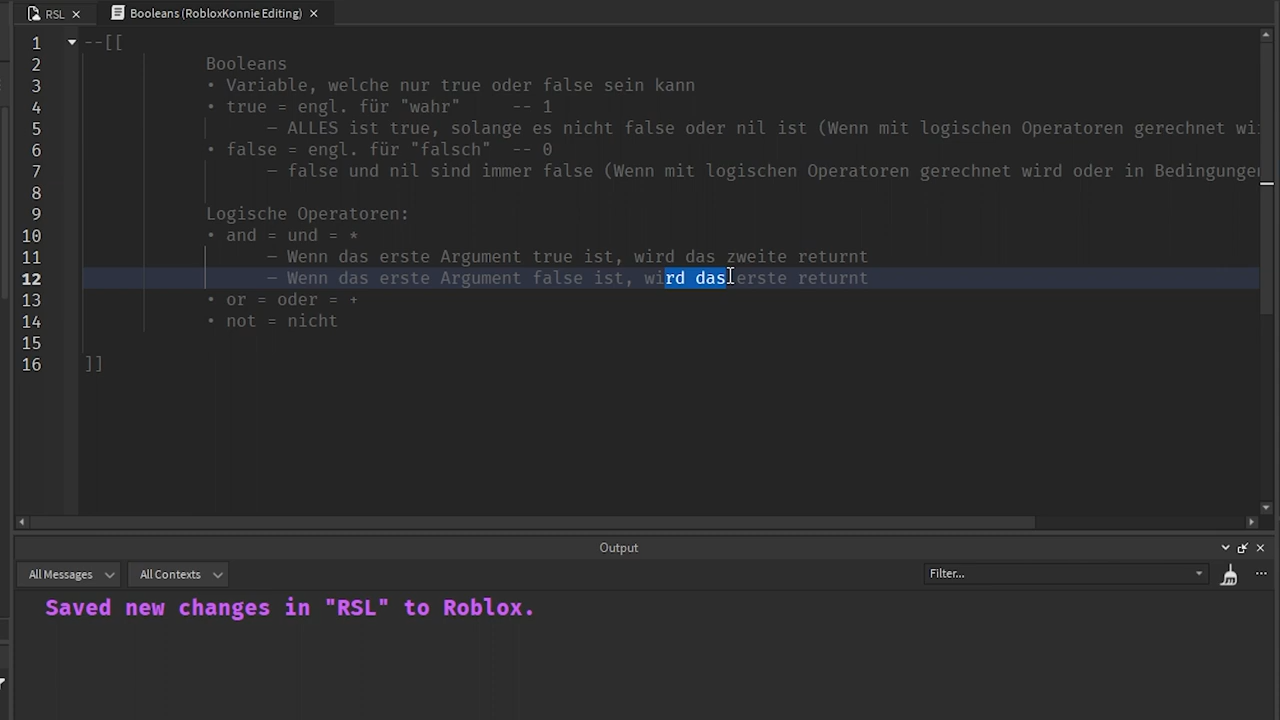 RSL
Booleans (RobloxKonnie Editing)
1 --[[
2 Booleans
3 • Variable, welche nur true oder false sein kann
4 • true = engl. für "wahr" -- 1
5 – ALLES ist true, solange es nicht false oder nil ist (Wenn mit logischen Operatoren gerechnet wi
6 • false = engl. für "falsch" -- 0
7 – false und nil sind immer false (Wenn mit logischen Operatoren gerechnet wird oder in Bedingungen
8
9 Logische Operatoren:
10 • and = und = *
11 – Wenn das erste Argument true ist, wird das zweite returnt
12 – Wenn das erste Argument false ist, wird das erste returnt
13 • or = oder = +
14 • not = nicht
15
16 ]]
Output
All Messages All Contexts Filter...
Saved new changes in "RSL" to Roblox.